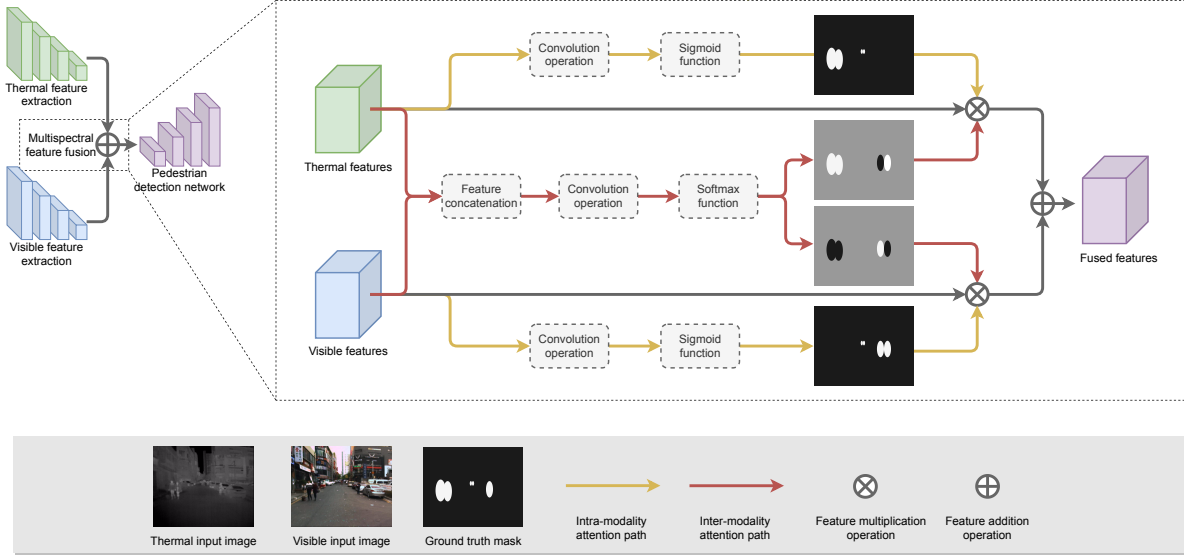 Thermal feature
extraction
Multispectral
feature fusion
Pedestrian
detection network
Visible feature
extraction
Convolution
operation
Sigmoid
function
Thermal features
Feature
concatenation
Convolution
operation
Softmax
function
Fused features
Visible features
Convolution
operation
Sigmoid
function
Thermal input image
Visible input image
Ground truth mask
Intra-modality
attention path
Inter-modality
attention path
Feature multiplication
operation
Feature addition
operation